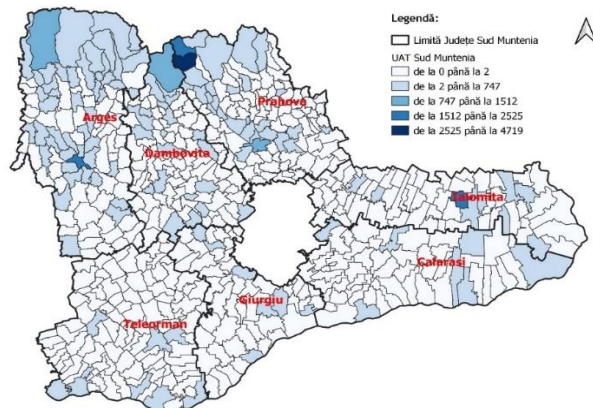 Legendă:
Limită Județe Sud Muntenia
UAT Sud Muntenia
de la 0 până la 2
de la 2 până la 747
de la 747 până la 1512
de la 1512 până la 2525
de la 2525 până la 4719
Prahova
Argeș
Dambovita
Ialomita
Calarasi
Giurgiu
Teleorman